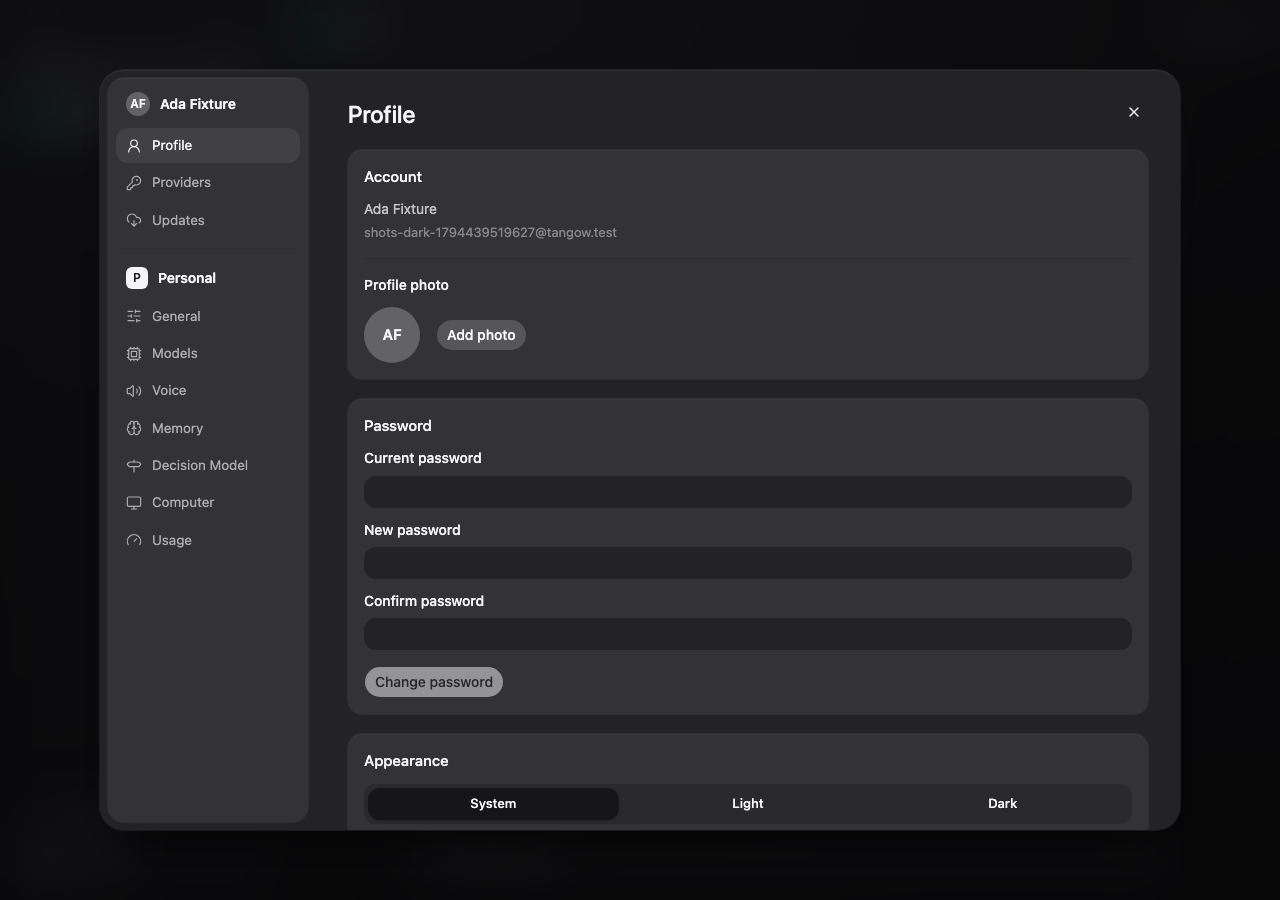 AF Ada Fixture
Profile
Providers
Updates
P Personal
General
Models
Voice
Memory
Decision Model
Computer
Usage
Profile
Account
Ada Fixture
shots-dark-1794439519627@tangow.test
Profile photo
AF Add photo
Password
Current password
New password
Confirm password
Change password
Appearance
System Light Dark